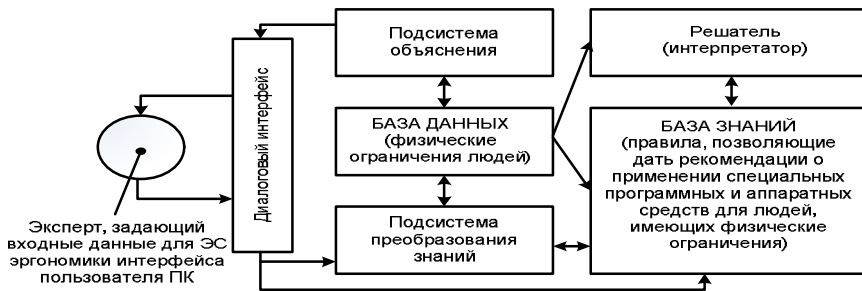 Подсистема
объяснения
Решатель
(интерпретатор)
Диалоговый интерфейс
БАЗА ДАННЫХ
(физические
ограничения людей)
БАЗА ЗНАНИЙ
(правила, позволяющие
дать рекомендации о
применении специальных
программных и аппаратных
средств для людей,
имеющих физические
ограничения)
Эксперт, задающий
входные данные для ЭС
эргономики интерфейса
пользователя ПК
Подсистема
преобразования
знаний